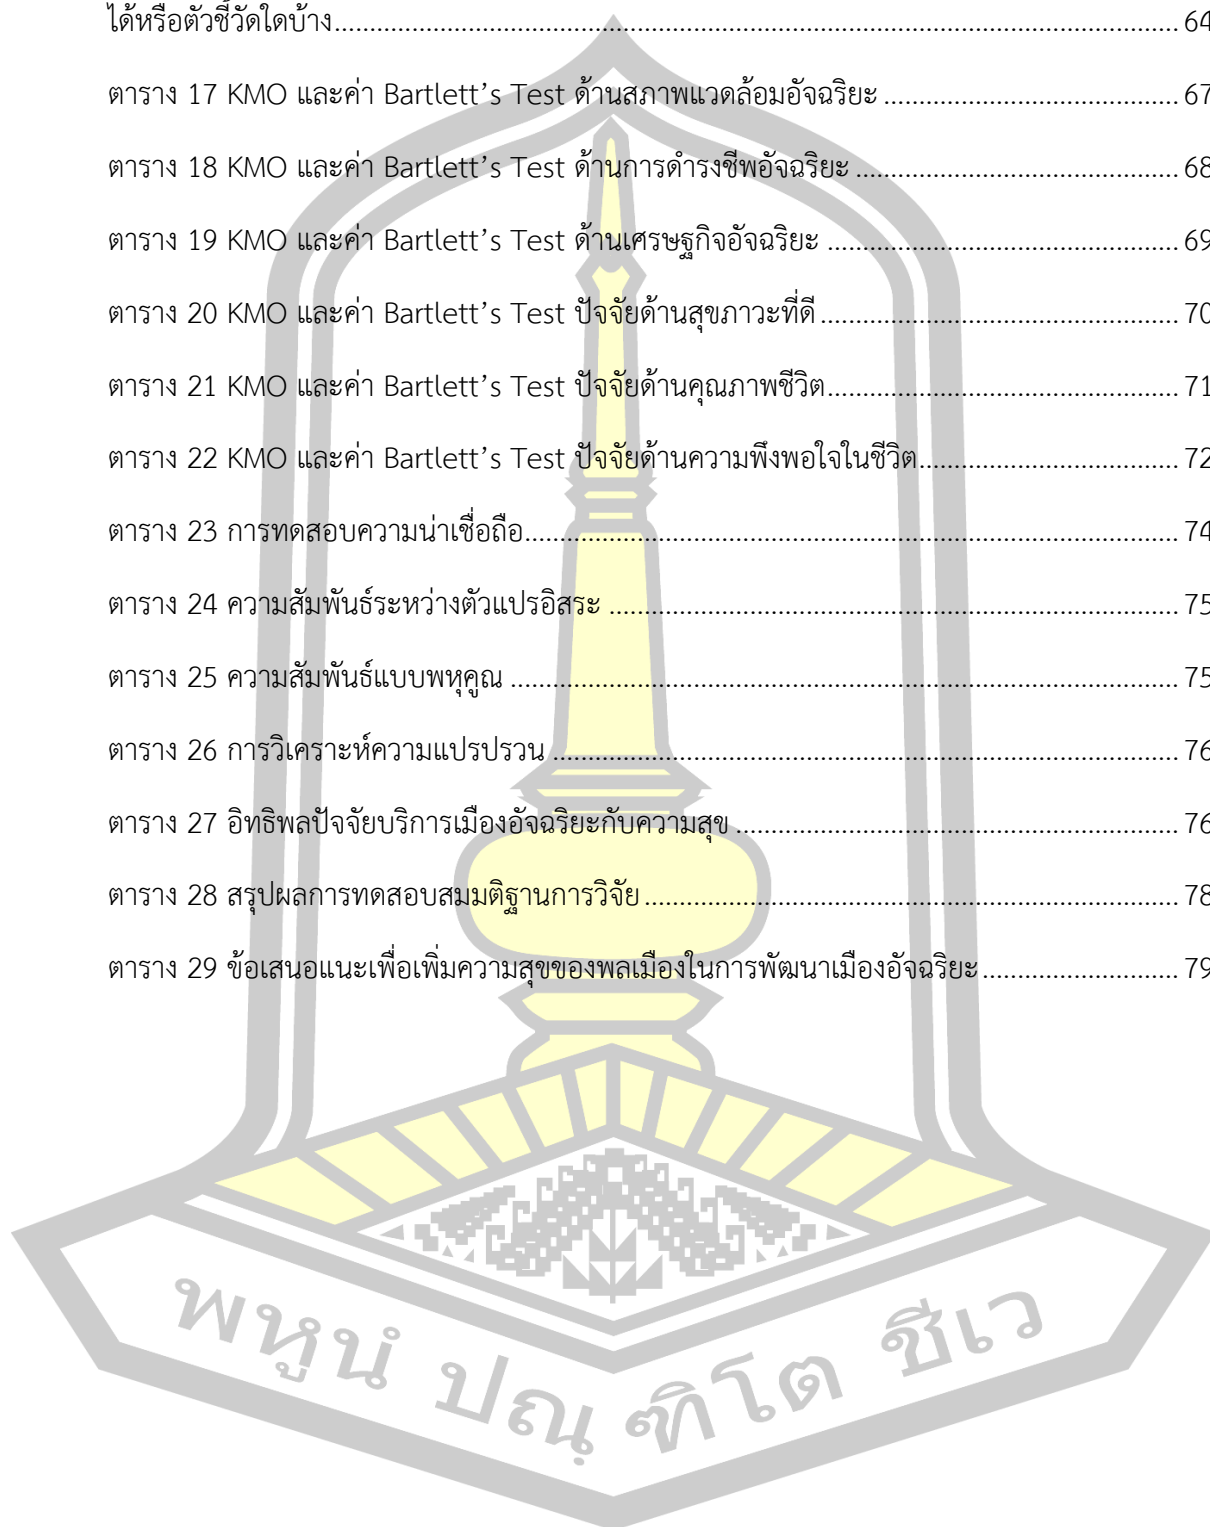 ได้หรือตัวชี้วัดใดบ้าง 64
ตาราง 17 KMO และค่า Bartlett’s Test ด้านสภาพแวดล้อมอัจฉริยะ 67
ตาราง 18 KMO และค่า Bartlett’s Test ด้านการดำรงชีพอัจฉริยะ 68
ตาราง 19 KMO และค่า Bartlett’s Test ด้านเศรษฐกิจอัจฉริยะ 69
ตาราง 20 KMO และค่า Bartlett’s Test ปัจจัยด้านสุขภาวะที่ดี 70
ตาราง 21 KMO และค่า Bartlett’s Test ปัจจัยด้านคุณภาพชีวิต 71
ตาราง 22 KMO และค่า Bartlett’s Test ปัจจัยด้านความพึงพอใจในชีวิต 72
ตาราง 23 การทดสอบความน่าเชื่อถือ 74
ตาราง 24 ความสัมพันธ์ระหว่างตัวแปรอิสระ 75
ตาราง 25 ความสัมพันธ์แบบพหุคูณ 75
ตาราง 26 การวิเคราะห์ความแปรปรวน 76
ตาราง 27 อิทธิพลปัจจัยบริการเมืองอัจฉริยะกับความสุข 76
ตาราง 28 สรุปผลการทดสอบสมมติฐานการวิจัย 78
ตาราง 29 ข้อเสนอแนะเพื่อเพิ่มความสุขของพลเมืองในการพัฒนาเมืองอัจฉริยะ 79
พหูนํ ปณฺฑิโต ชีเว